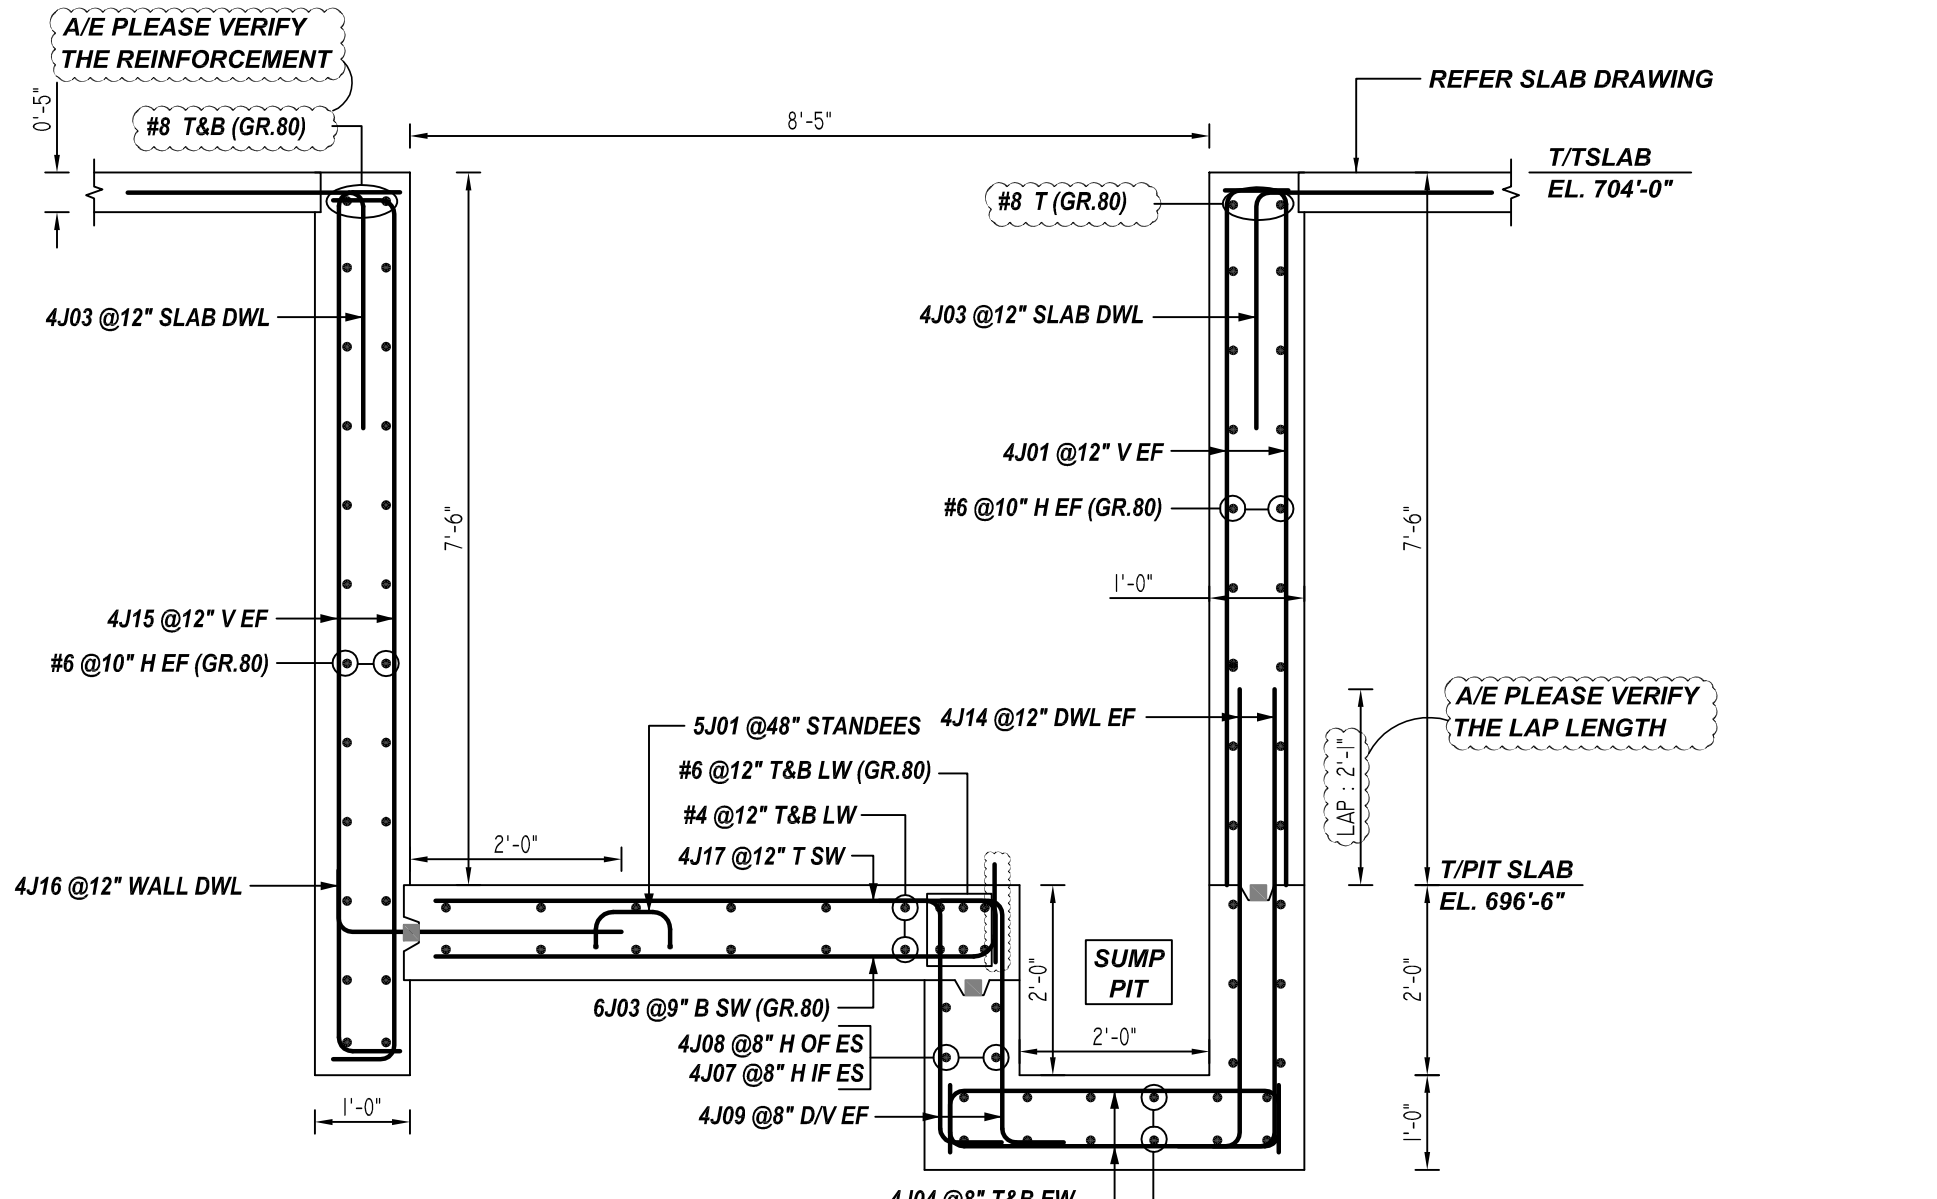 A/E PLEASE VERIFY
THE REINFORCEMENT
0'-5"
#8 T&B (GR.80)
8'-5"
REFER SLAB DRAWING
T/TSLAB
EL. 704'-0"
#8 T (GR.80)
4J03 @12" SLAB DWL
4J03 @12" SLAB DWL
4J01 @12" V EF
7'-6"
#6 @10" H EF (GR.80)
7'-6"
1'-0"
4J15 @12" V EF
#6 @10" H EF (GR.80)
A/E PLEASE VERIFY
THE LAP LENGTH
5J01 @48" STANDEES
4J14 @12" DWL EF
LAP : 2'-1"
#6 @12" T&B LW (GR.80)
#4 @12" T&B LW
2'-0"
4J17 @12" T SW
4J16 @12" WALL DWL
T/PIT SLAB
EL. 696'-6"
SUMP
PIT
2'-0"
2'-0"
6J03 @9" B SW (GR.80)
4J08 @8" H OF ES
4J07 @8" H IF ES
2'-0"
1'-0"
4J09 @8" D/V EF
1'-0"
4J04 @8" T&B EW